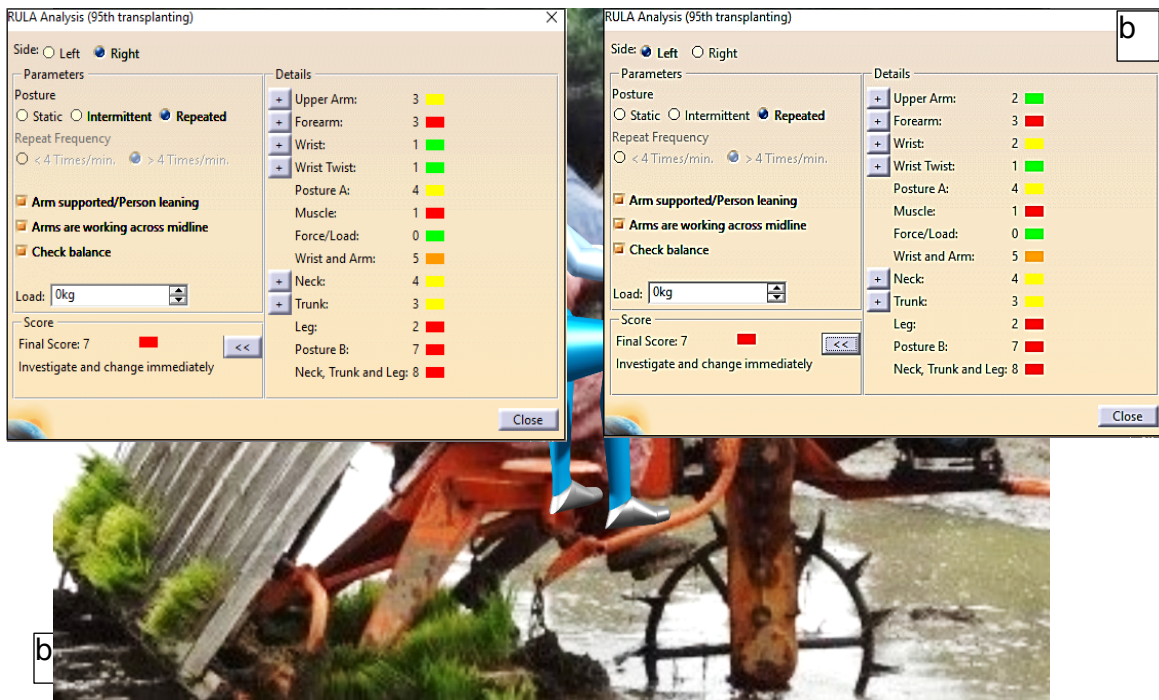 RULA Analysis (95th transplanting)
Side: Left Right
Parameters
Posture
Static Intermittent Repeated
Repeat Frequency
< 4 Times/min. > 4 Times/min.
Arm supported/Person leaning
Arms are working across midline
Check balance
Load: 0kg
Score
Final Score: 7
<<
Investigate and change immediately
Details
+ Upper Arm: 3
+ Forearm: 3
+ Wrist: 1
+ Wrist Twist: 1
Posture A: 4
Muscle: 1
Force/Load: 0
Wrist and Arm: 5
+ Neck: 4
+ Trunk: 3
Leg: 2
Posture B: 7
Neck, Trunk and Leg: 8
Close
RULA Analysis (95th transplanting)
b
Side: Left Right
Parameters
Posture
Static Intermittent Repeated
Repeat Frequency
< 4 Times/min. > 4 Times/min.
Arm supported/Person leaning
Arms are working across midline
Check balance
Load: 0kg
Score
Final Score: 7
<<
Investigate and change immediately
Details
+ Upper Arm: 2
+ Forearm: 3
+ Wrist: 2
+ Wrist Twist: 1
Posture A: 4
Muscle: 1
Force/Load: 0
Wrist and Arm: 5
+ Neck: 4
+ Trunk: 3
Leg: 2
Posture B: 7
Neck, Trunk and Leg: 8
Close
b